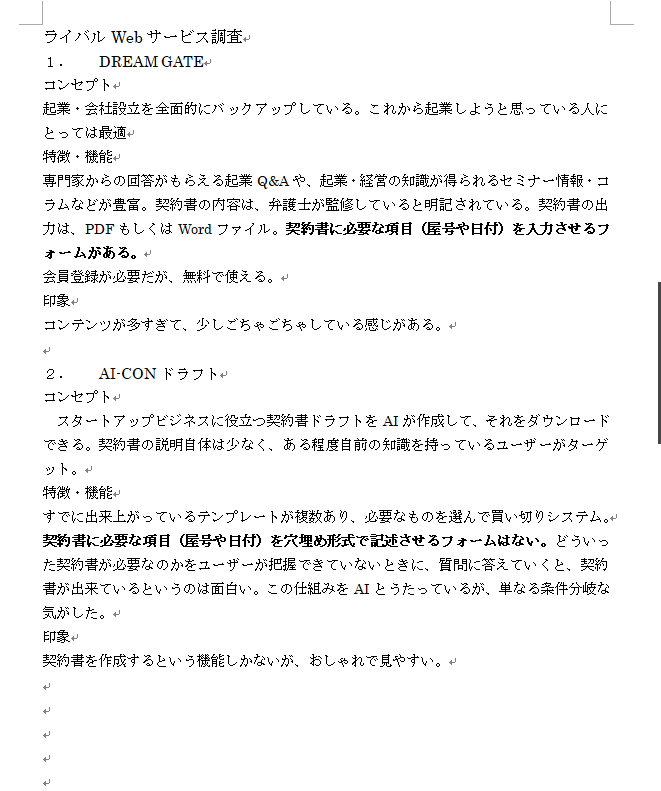 ライバル Web サービス調査
１．　　DREAM GATE
コンセプト
起業・会社設立を全面的にバックアップしている。これから起業しようと思っている人に
とっては最適
特徴・機能
専門家からの回答がもらえる起業 Q&A や、起業・経営の知識が得られるセミナー情報・コ
ラムなどが豊富。契約書の内容は、弁護士が監修していると明記されている。契約書の出
力は、PDF もしくは Word ファイル。契約書に必要な項目（屋号や日付）を入力させるフ
ォームがある。
会員登録が必要だが、無料で使える。
印象
コンテンツが多すぎて、少しごちゃごちゃしている感じがある。
２．　　AI-CON ドラフト
コンセプト
　スタートアップビジネスに役立つ契約書ドラフトを AI が作成して、それをダウンロード
できる。契約書の説明自体は少なく、ある程度自前の知識を持っているユーザーがターゲ
ット。
特徴・機能
すでに出来上がっているテンプレートが複数あり、必要なものを選んで買い切りシステム。
契約書に必要な項目（屋号や日付）を穴埋め形式で記述させるフォームはない。どういっ
た契約書が必要なのかをユーザーが把握できていないときに、質問に答えていくと、契約
書が出来ているというのは面白い。この仕組みを AI とうたっているが、単なる条件分岐な
気がした。
印象
契約書を作成するという機能しかないが、おしゃれで見やすい。